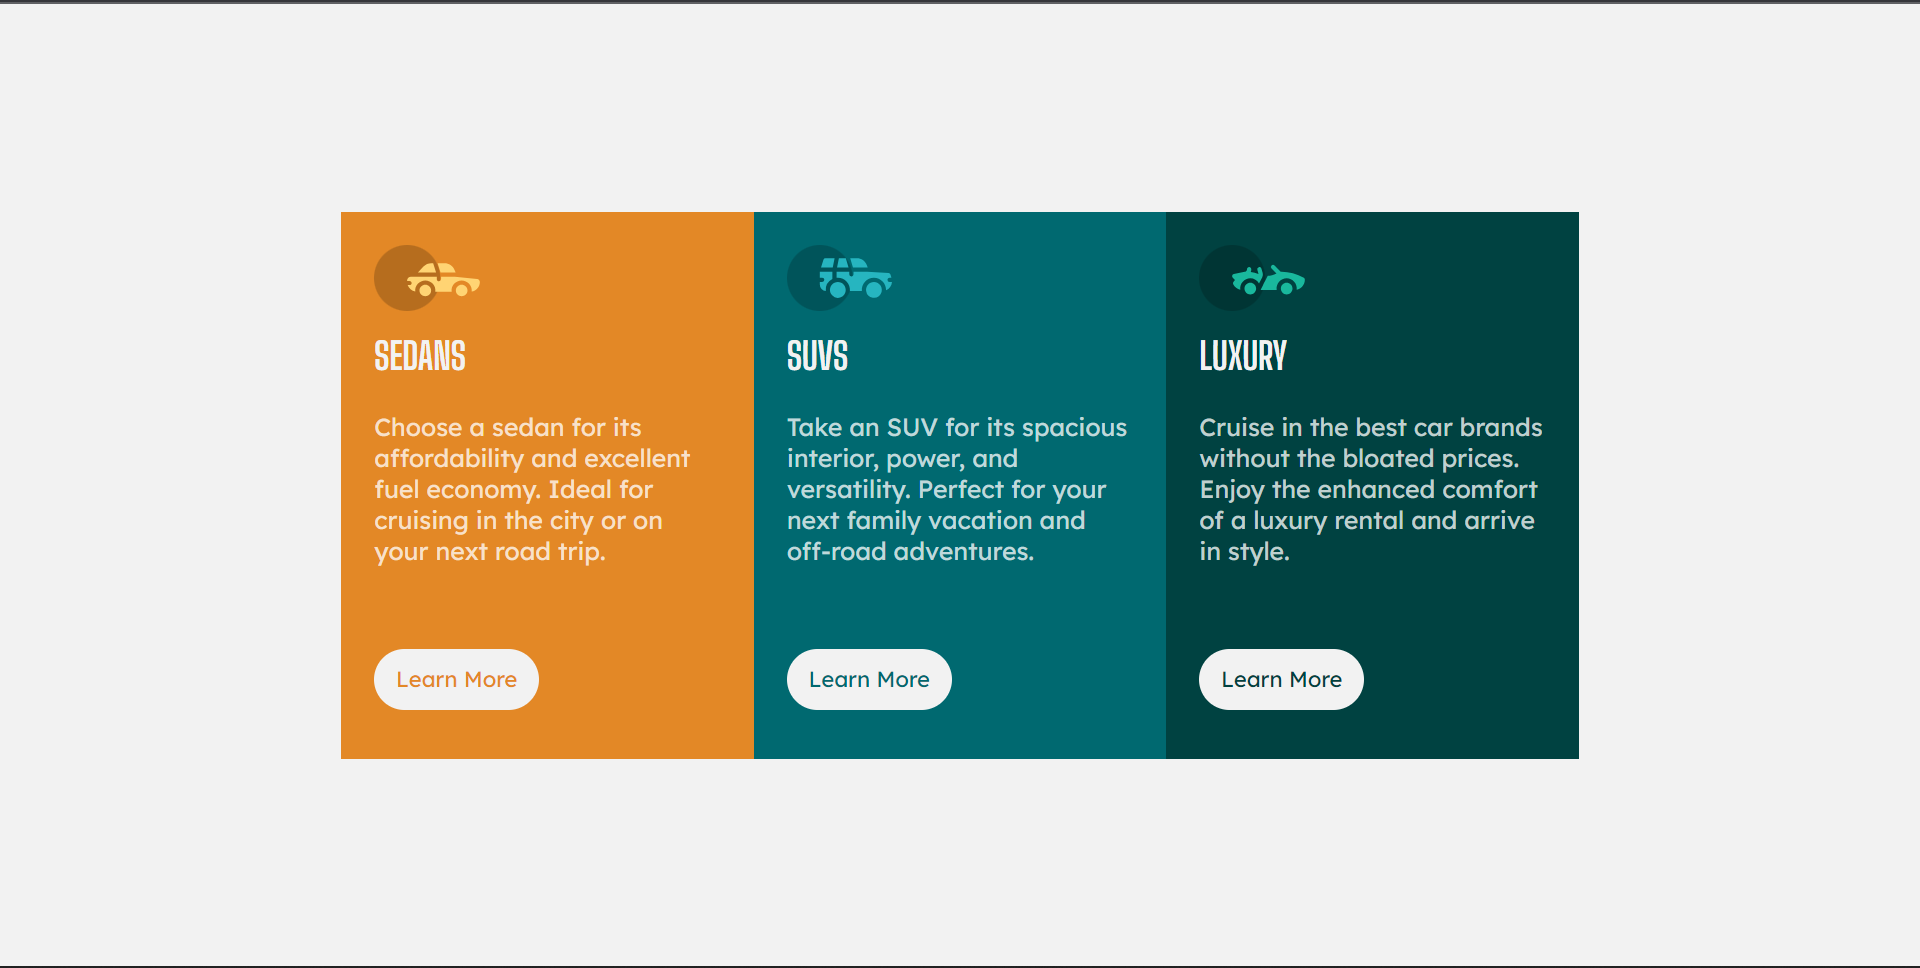 SEDANS
Choose a sedan for its
affordability and excellent
fuel economy. Ideal for
cruising in the city or on
your next road trip.
Learn More
SUVS
Take an SUV for its spacious
interior, power, and
versatility. Perfect for your
next family vacation and
off-road adventures.
Learn More
LUXURY
Cruise in the best car brands
without the bloated prices.
Enjoy the enhanced comfort
of a luxury rental and arrive
in style.
Learn More